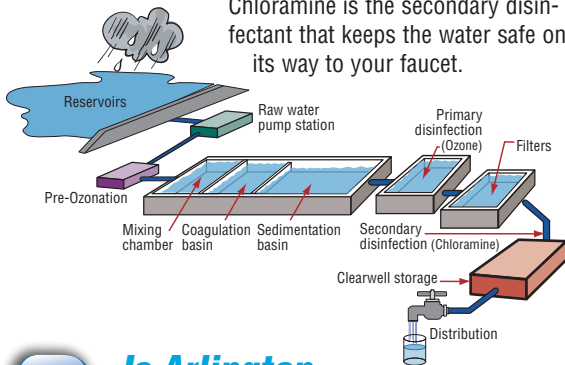 Chloramine is the secondary disin-
fectant that keeps the water safe on
its way to your faucet.
Reservoirs
Raw water
pump station
Primary
disinfection
(Ozone)
Filters
Pre-Ozonation
Mixing
chamber
Coagulation
basin
Sedimentation
basin
Secondary
disinfection (Chloramine)
Clearwell storage
Distribution
Is Arlington